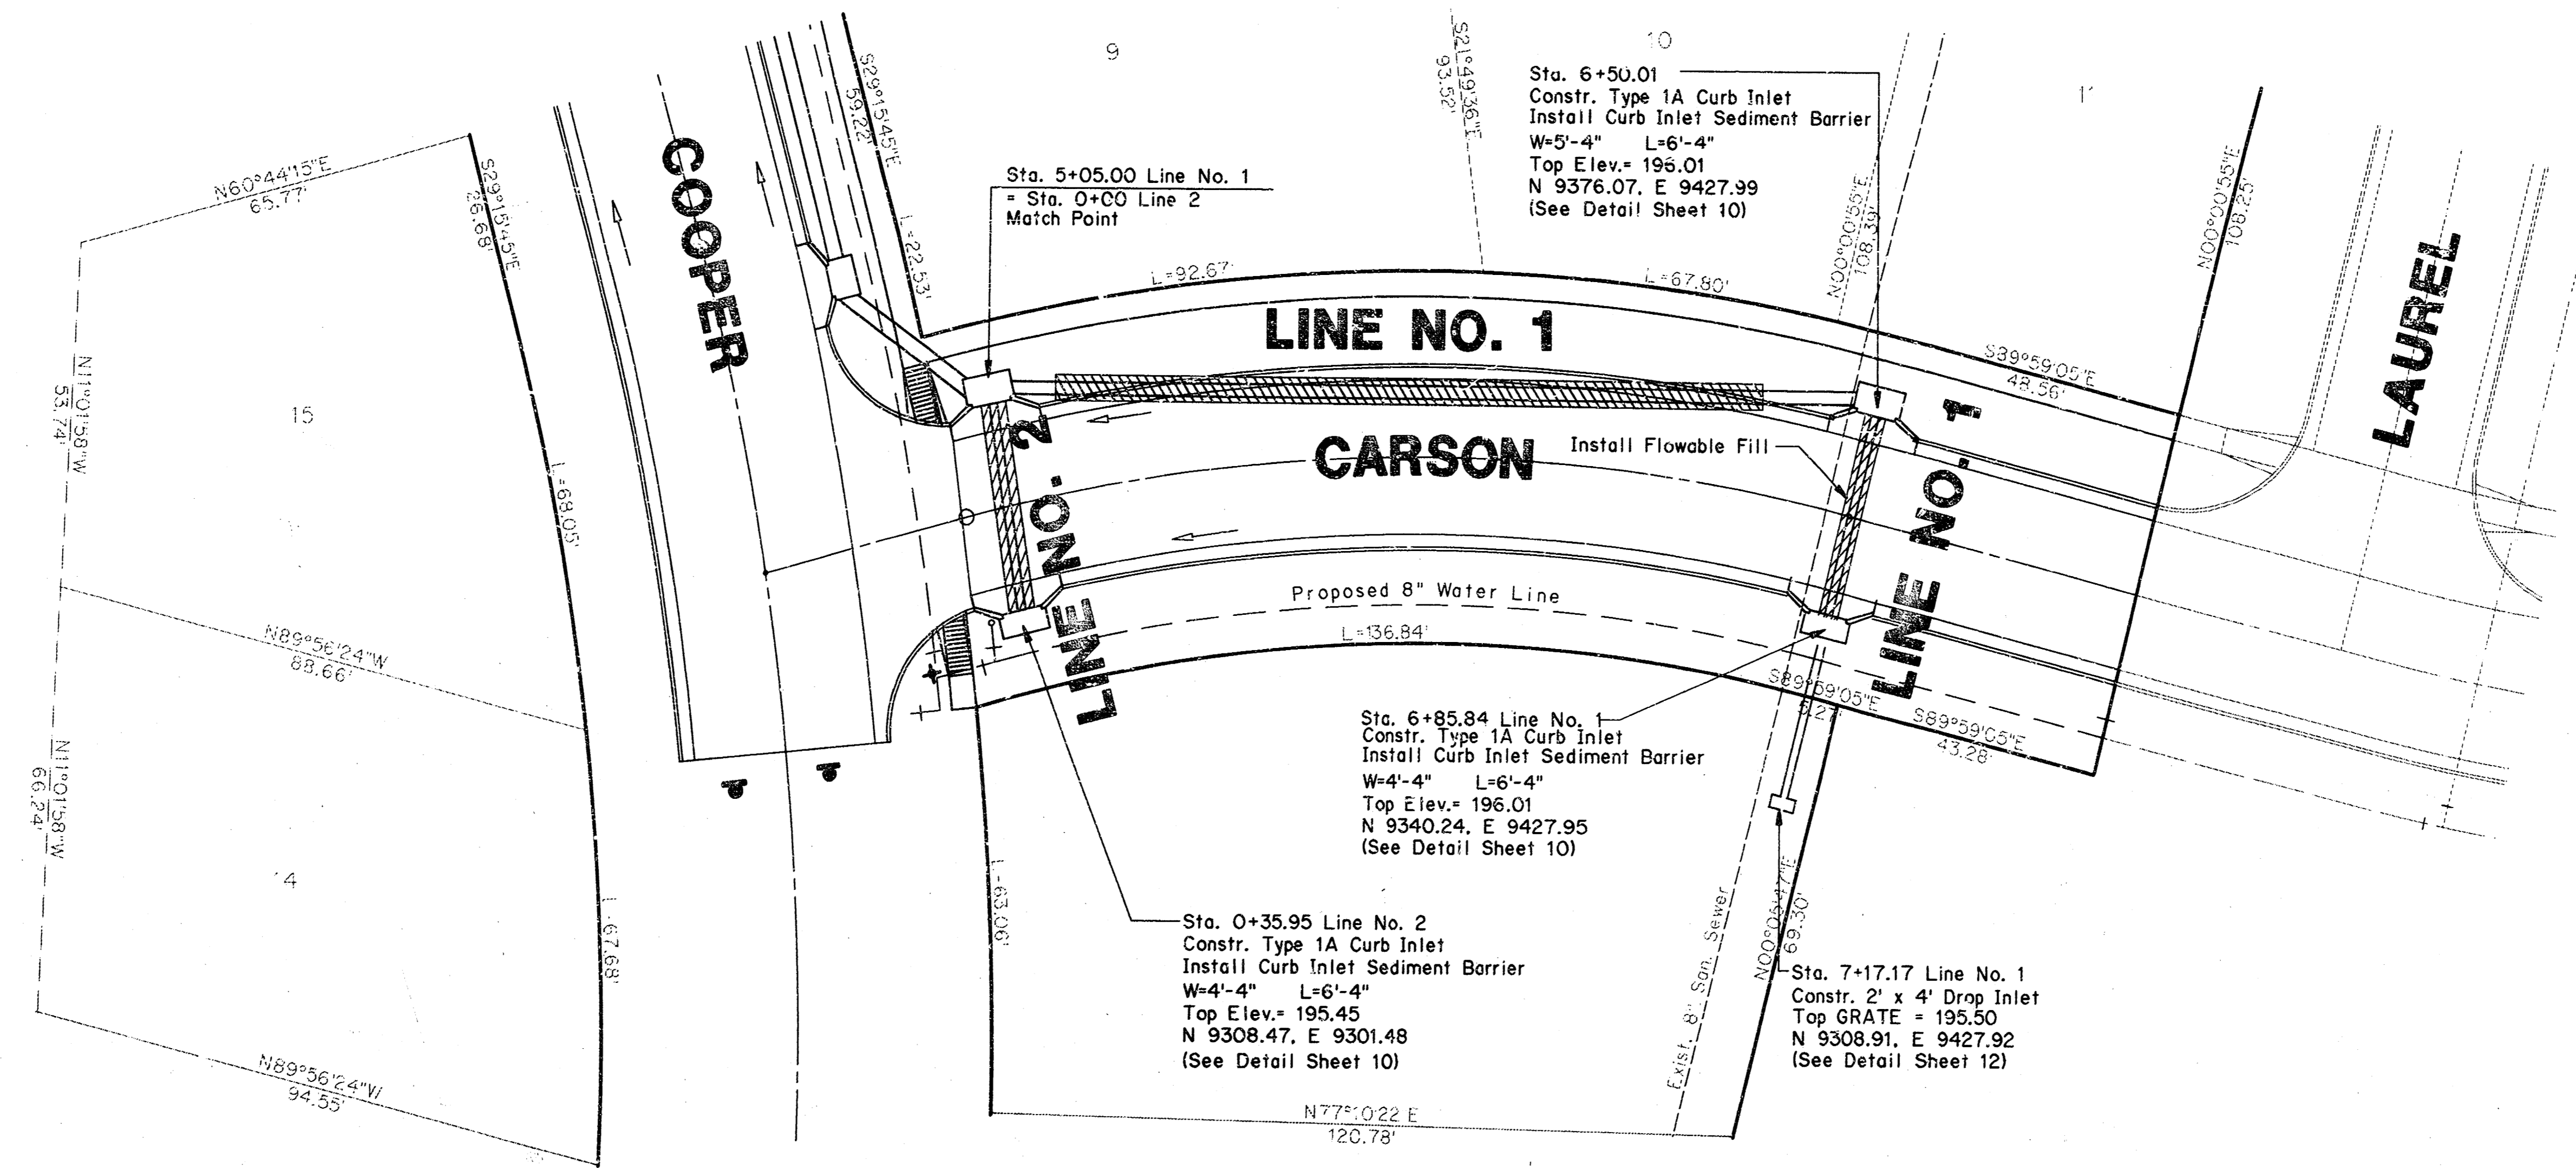 9
10
S21°49'36"E
93.52'
S29°15'45"E
59.22'
N60°44'15"E
65.77'
S29°15'45"E
26.68'
COOPER
Sta. 6+50.01
Constr. Type 1A Curb Inlet
Install Curb Inlet Sediment Barrier
W=5'-4" L=6'-4"
Top Elev.= 196.01
N 9376.07, E 9427.99
(See Detail Sheet 10)
Sta. 5+05.00 Line No. 1
= Sta. 0+00 Line 2
Match Point
N00°00'55"E
108.39'
N00°00'55"E
108.25'
LAUREL
L=22.53'
L=92.67'
L=67.80'
LINE NO. 1
S89°59'05"E
48.56'
N11°01'58"W
53.74'
15
L=68.05'
LINE NO. 2
CARSON
Install Flowable Fill
LINE NO. 1
Proposed 8" Water Line
L=136.84'
N89°56'24"W
88.66'
S89°59'05"E
5.27'
S89°59'05"E
43.28'
Sta. 6+85.84 Line No. 1
Constr. Type 1A Curb Inlet
Install Curb Inlet Sediment Barrier
W=4'-4" L=6'-4"
Top Elev.= 196.01
N 9340.24, E 9427.95
(See Detail Sheet 10)
N11°01'58"W
66.24'
14
L=67.68'
L=63.06'
Sta. 0+35.95 Line No. 2
Constr. Type 1A Curb Inlet
Install Curb Inlet Sediment Barrier
W=4'-4" L=6'-4"
Top Elev.= 195.45
N 9308.47, E 9301.48
(See Detail Sheet 10)
Exist. 8" San. Sewer
69.30'
Sta. 7+17.17 Line No. 1
Constr. 2' x 4' Drop Inlet
Top GRATE = 195.50
N 9308.91, E 9427.92
(See Detail Sheet 12)
N89°56'24"W
94.55'
N77°10'22 E
120.78'